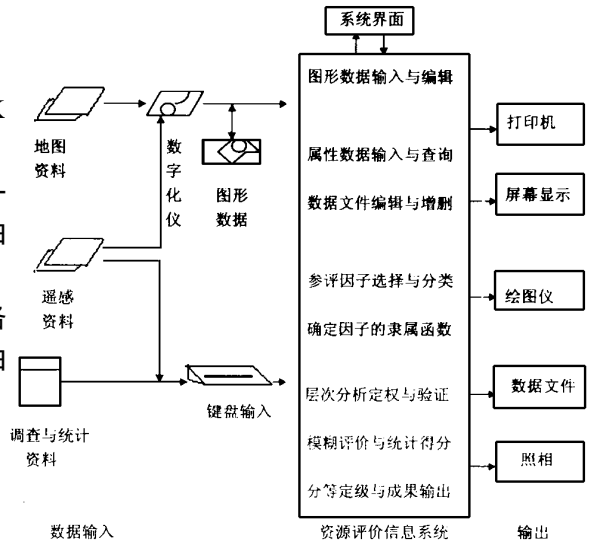 系统界面
图形数据输入与编辑
属性数据输入与查询
数据文件编辑与增删
参评因子选择与分类
确定因子的隶属函数
层次分析定权与验证
模糊评价与统计得分
分等定级与成果输出
地图
资料
数
字
化
仪
图形
数据
遥感
资料
键盘输入
调查与统计
资料
打印机
屏幕显示
绘图仪
数据文件
照相
数据输入
资源评价信息系统
输出